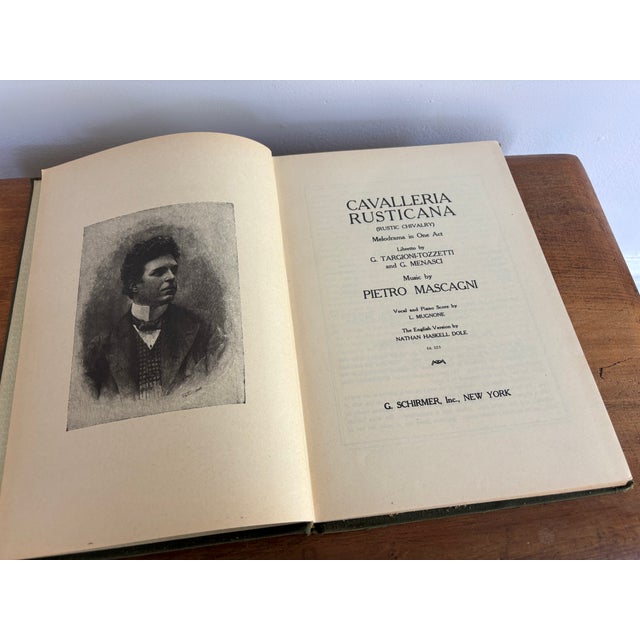 CAVALLERIA
RUSTICANA
(RUSTIC CHIVALRY)
Melodrama in One Act
Libretto by
G. TARGIONI-TOZZETTI
and G. MENASCI
Music by
PIETRO MASCAGNI
Vocal and Piano Score by
L. MUGNONE
The English Version by
NATHAN HASKELL DOLE
G. SCHIRMER, Inc., NEW YORK